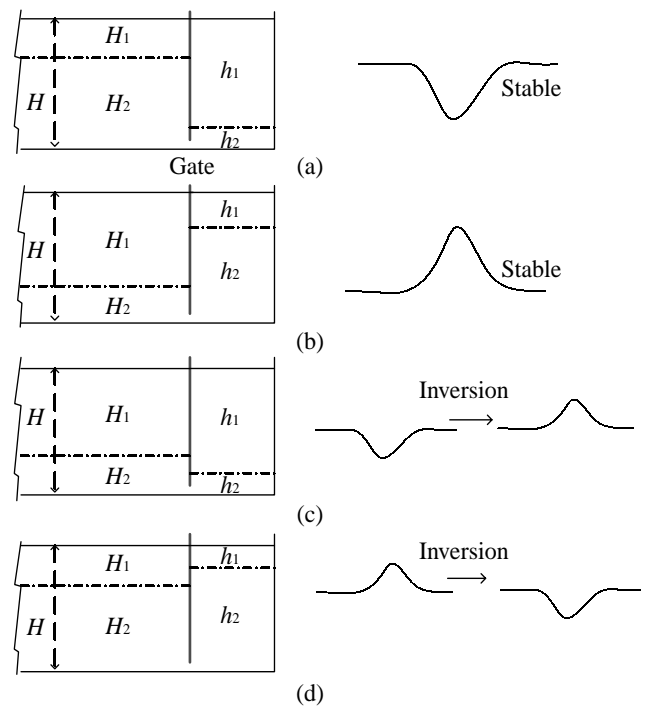 H1
h1
H
H2
h2
Stable
Gate
(a)
h1
H
H1
h2
H2
Stable
(b)
H
H1
h1
H2
h2
Inversion
(c)
H1
h1
H
H2
h2
Inversion
(d)